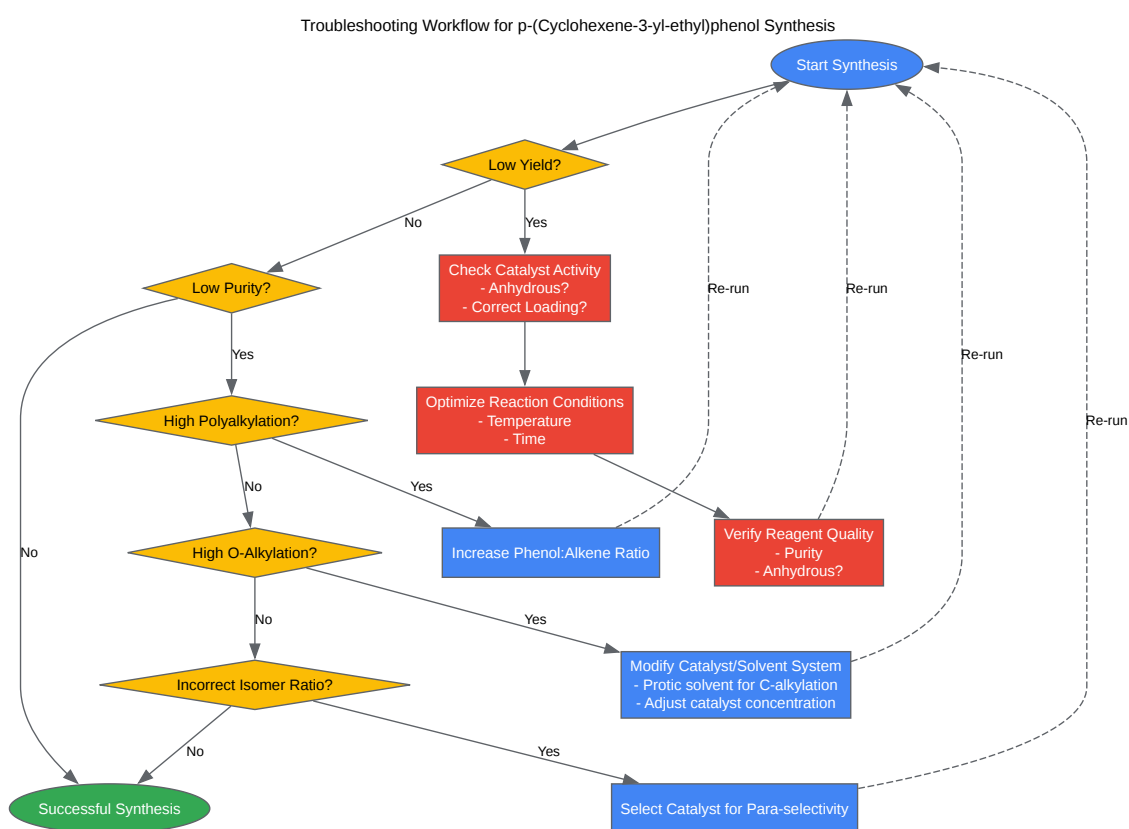 Troubleshooting Workflow for p-(Cyclohexene-3-yl-ethyl)phenol Synthesis
Start Synthesis
Low Yield?
No
Yes
Low Purity?
Check Catalyst Activity
- Anhydrous?
- Correct Loading?
Re-run
Re-run
Re-run
Re-run
Yes
Optimize Reaction Conditions
- Temperature
- Time
High Polyalkylation?
No
Yes
No
High O-Alkylation?
Increase Phenol:Alkene Ratio
Verify Reagent Quality
- Purity
- Anhydrous?
No
Yes
Modify Catalyst/Solvent System
- Protic solvent for C-alkylation
- Adjust catalyst concentration
Incorrect Isomer Ratio?
No
Yes
Successful Synthesis
Select Catalyst for Para-selectivity